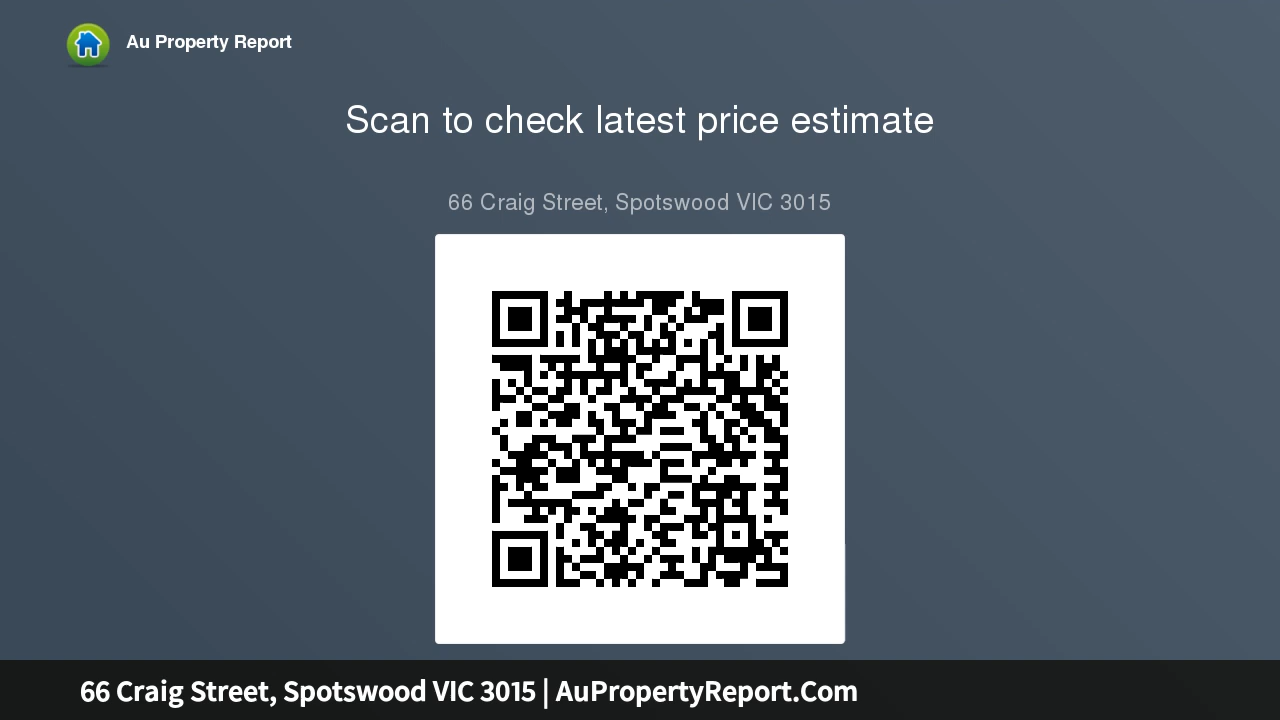 Au Property Report
Scan to check latest price estimate
66 Craig Street, Spotswood VIC 3015
66 Craig Street, Spotswood VIC 3015 | AuPropertyReport.Com